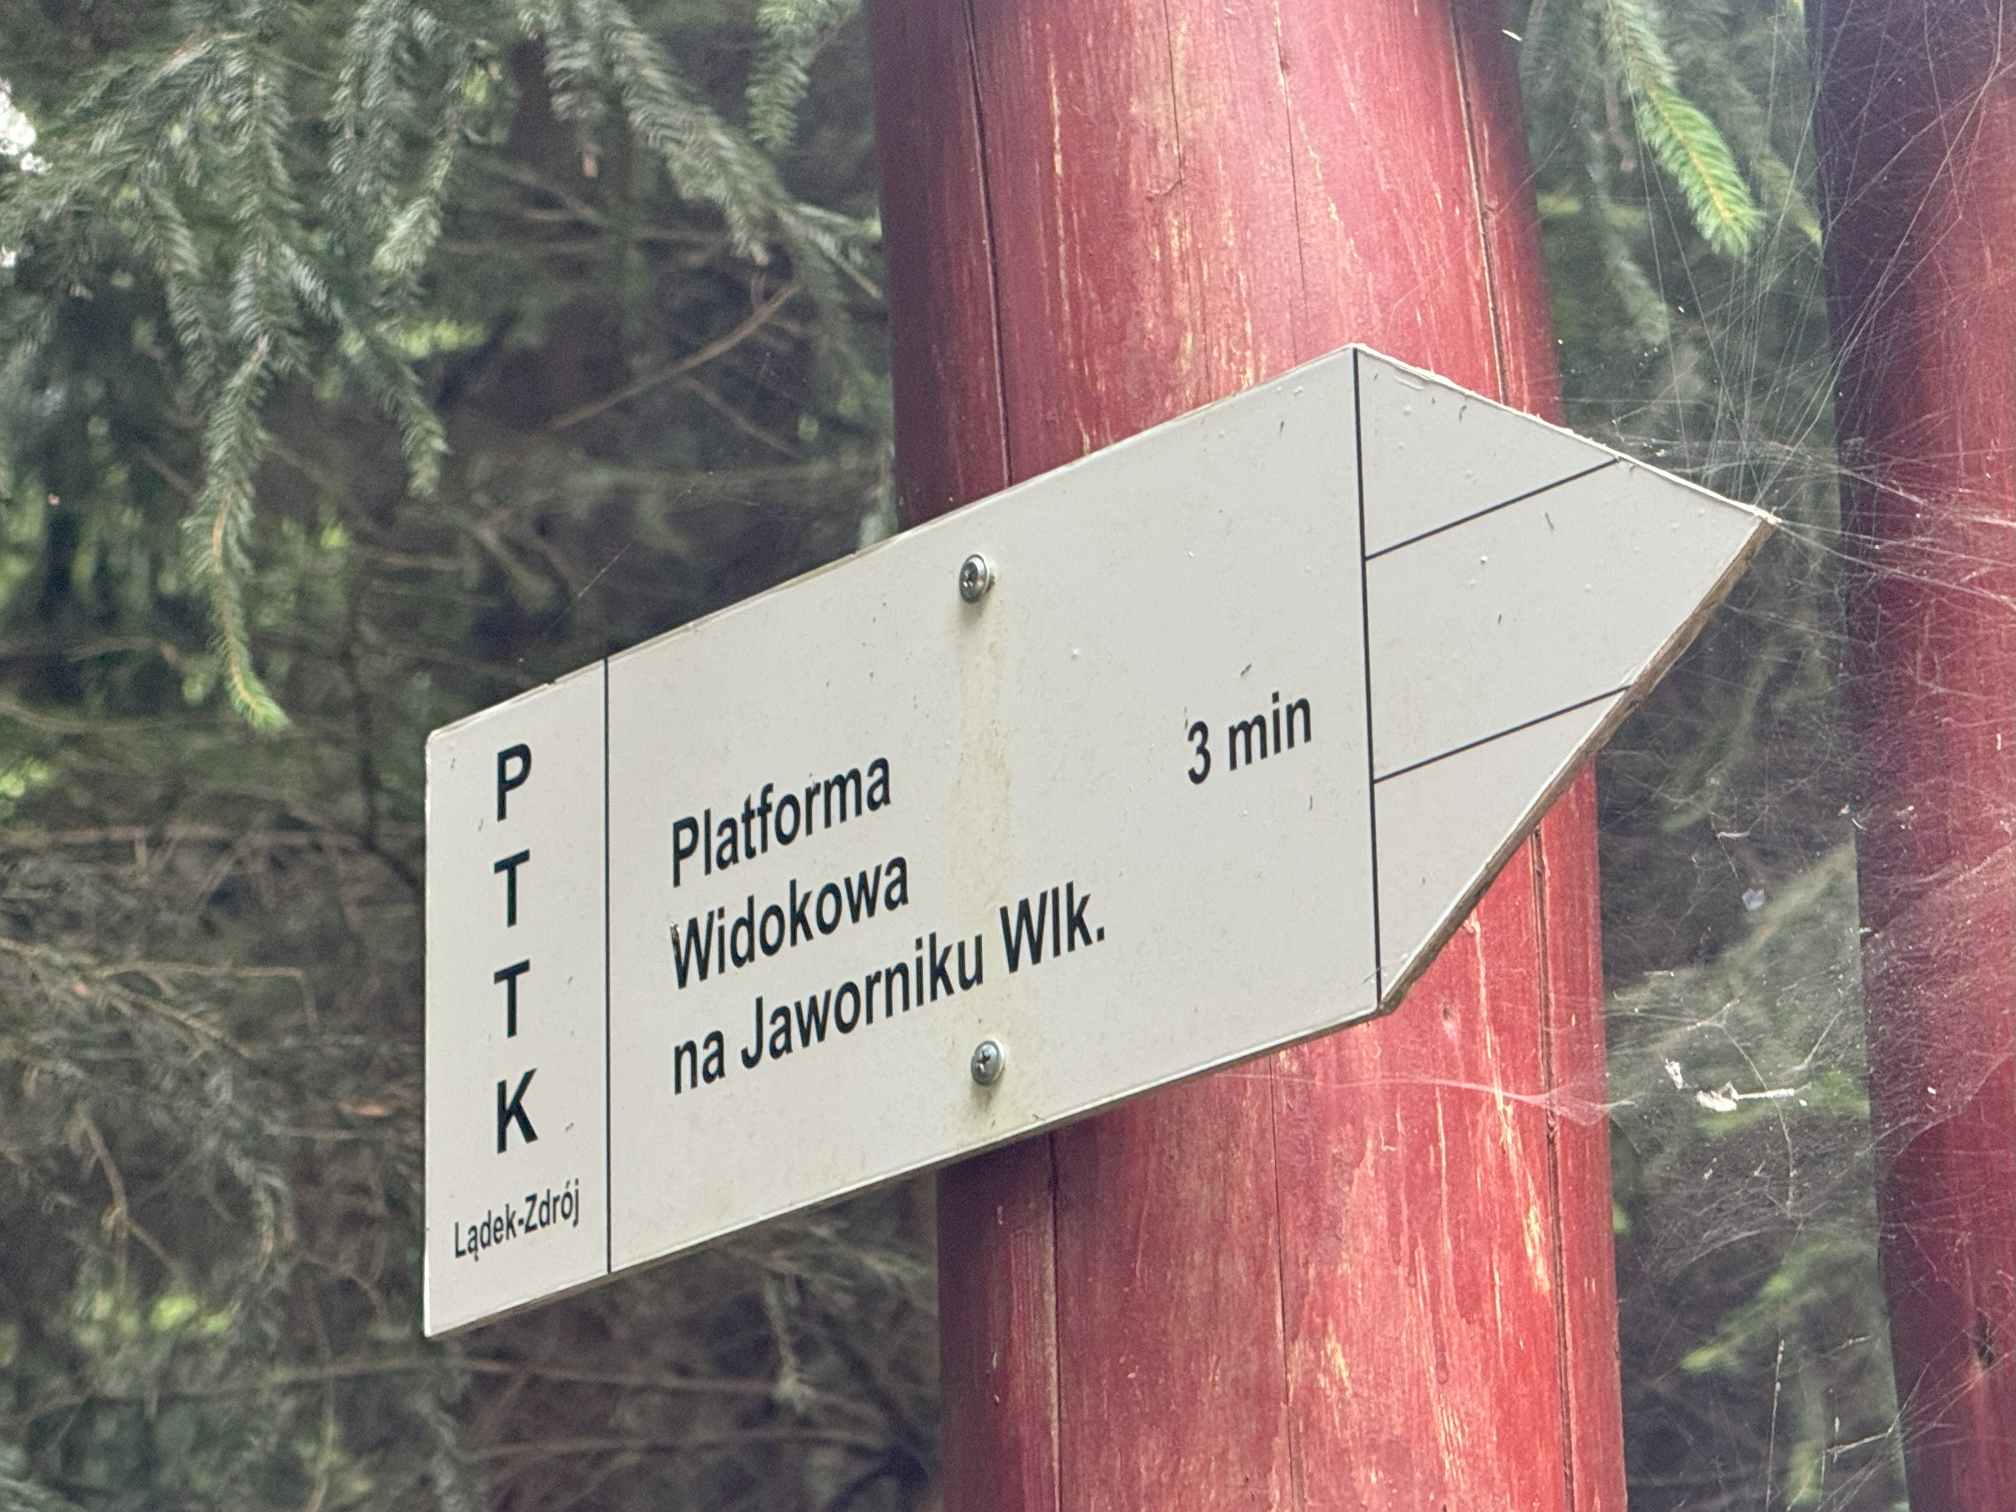 P
T
T
K
Lądek-Zdrój
Platforma
Widokowa
na Jaworniku Wlk.
3 min